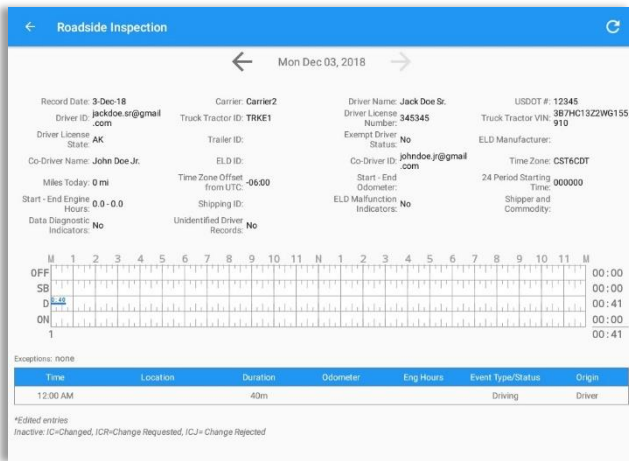 Roadside Inspection
Mon Dec 03, 2018
Record Date: 3-Dec-18 Carrier: Carrier2 Driver Name: Jack Doe Sr. USDOT #: 12345
Driver ID: jackdoe.sr@gmail.com Truck Tractor ID: TRKE1 Driver License Number: 345345 Truck Tractor VIN: 3B7HC13Z2WG155910
Driver License State: AK Trailer ID: Exempt Driver Status: No ELD Manufacturer:
Co-Driver Name: John Doe Jr. ELD ID: Co-Driver ID: johndoe.jr@gmail.com Time Zone: CST6CDT
Miles Today: 0 mi Time Zone Offset from UTC: -06:00 Start - End Odometer: 24 Period Starting Time: 000000
Start - End Engine Hours: 0.0 - 0.0 Shipping ID: ELD Malfunction Indicators: No Shipper and Commodity:
Data Diagnostic Indicators: No Unidentified Driver Records: No
M 1 2 3 4 5 6 7 8 9 10 11 N 1 2 3 4 5 6 7 8 9 10 11 M
OFF 00:00
SB 00:00
D 0:40 00:41
ON 00:00
1 00:41
Exceptions: none
Time Location Duration Odometer Eng Hours Event Type/Status Origin
12:00 AM 40m Driving Driver
*Edited entries
Inactive: IC=Changed, ICR=Change Requested, ICJ= Change Rejected